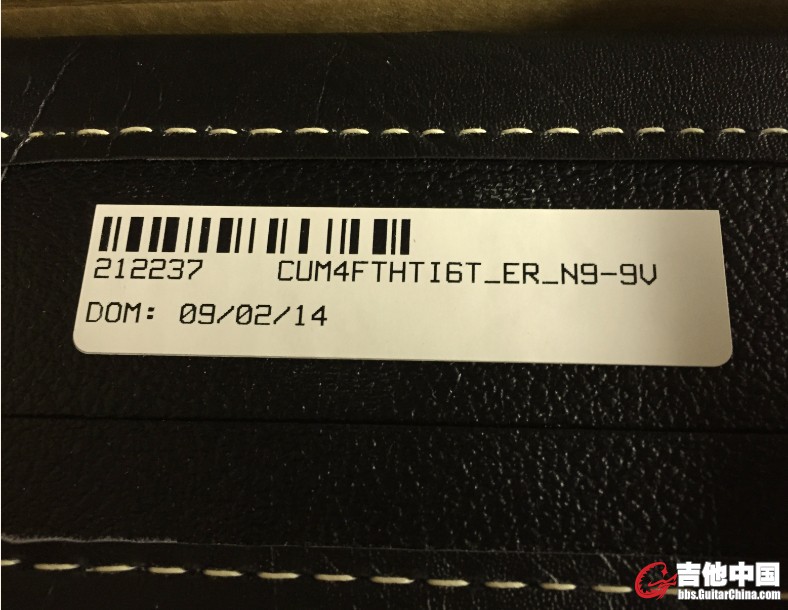 212237 CUM4FTHTI6T_ER_N9-9V
DOM: 09/02/14
吉他中国
bbs.GuitarChina.com